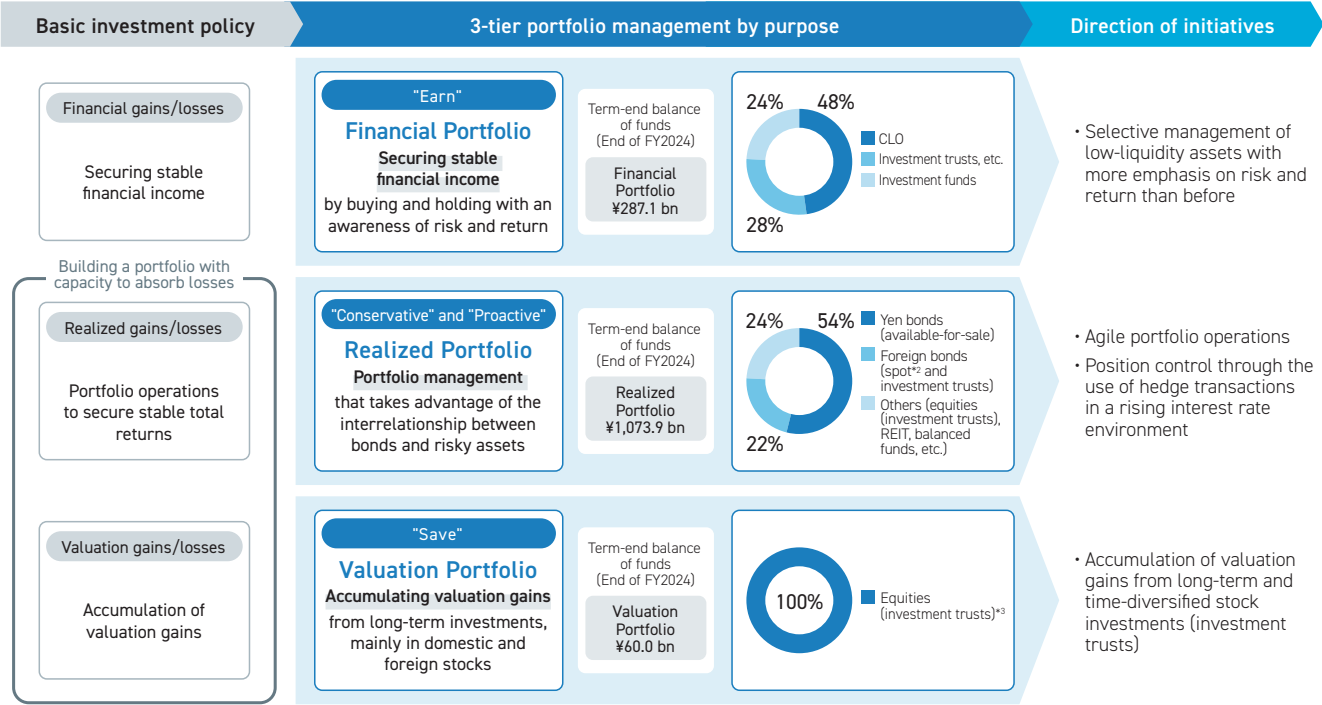 Basic investment policy
3-tier portfolio management by purpose
Direction of initiatives
Financial gains/losses
Securing stable
financial income
"Earn"
Financial Portfolio
Securing stable
financial income
by buying and holding with an
awareness of risk and return
Term-end balance
of funds
(End of FY2024)
Financial
Portfolio
¥287.1 bn
24%
48%
28%
CLO
Investment trusts, etc.
Investment funds
・Selective management of
low-liquidity assets with
more emphasis on risk and
return than before
Building a portfolio with
capacity to absorb losses
Realized gains/losses
Portfolio operations
to secure stable total
returns
"Conservative" and "Proactive"
Realized Portfolio
Portfolio management
that takes advantage of the
interrelationship between
bonds and risky assets
Term-end balance
of funds
(End of FY2024)
Realized
Portfolio
¥1,073.9 bn
24%
54%
22%
Yen bonds
(available-for-sale)
Foreign bonds
(spot*2 and
investment trusts)
Others (equities
(investment trusts),
REIT, balanced
funds, etc.)
・Agile portfolio operations
・Position control through the
use of hedge transactions
in a rising interest rate
environment
Valuation gains/losses
Accumulation of
valuation gains
"Save"
Valuation Portfolio
Accumulating valuation gains
from long-term investments,
mainly in domestic and
foreign stocks
Term-end balance
of funds
(End of FY2024)
Valuation
Portfolio
¥60.0 bn
100%
Equities
(investment trusts)*3
・Accumulation of valuation
gains from long-term and
time-diversified stock
investments (investment
trusts)